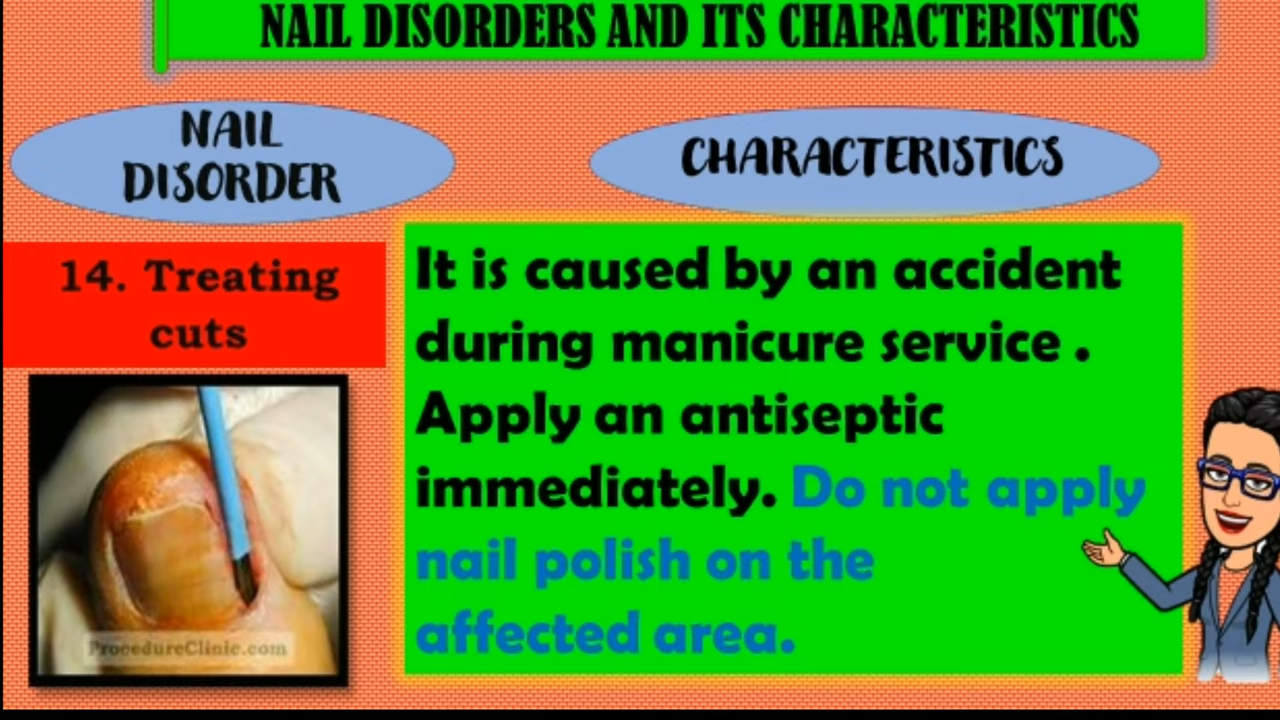 NAIL DISORDERS AND ITS CHARACTERISTICS
NAIL
DISORDER
CHARACTERISTICS
14. Treating
cuts
It is caused by an accident
during manicure service .
Apply an antiseptic
immediately. Do not apply
nail polish on the
affected area.
ProcedureClinic.com